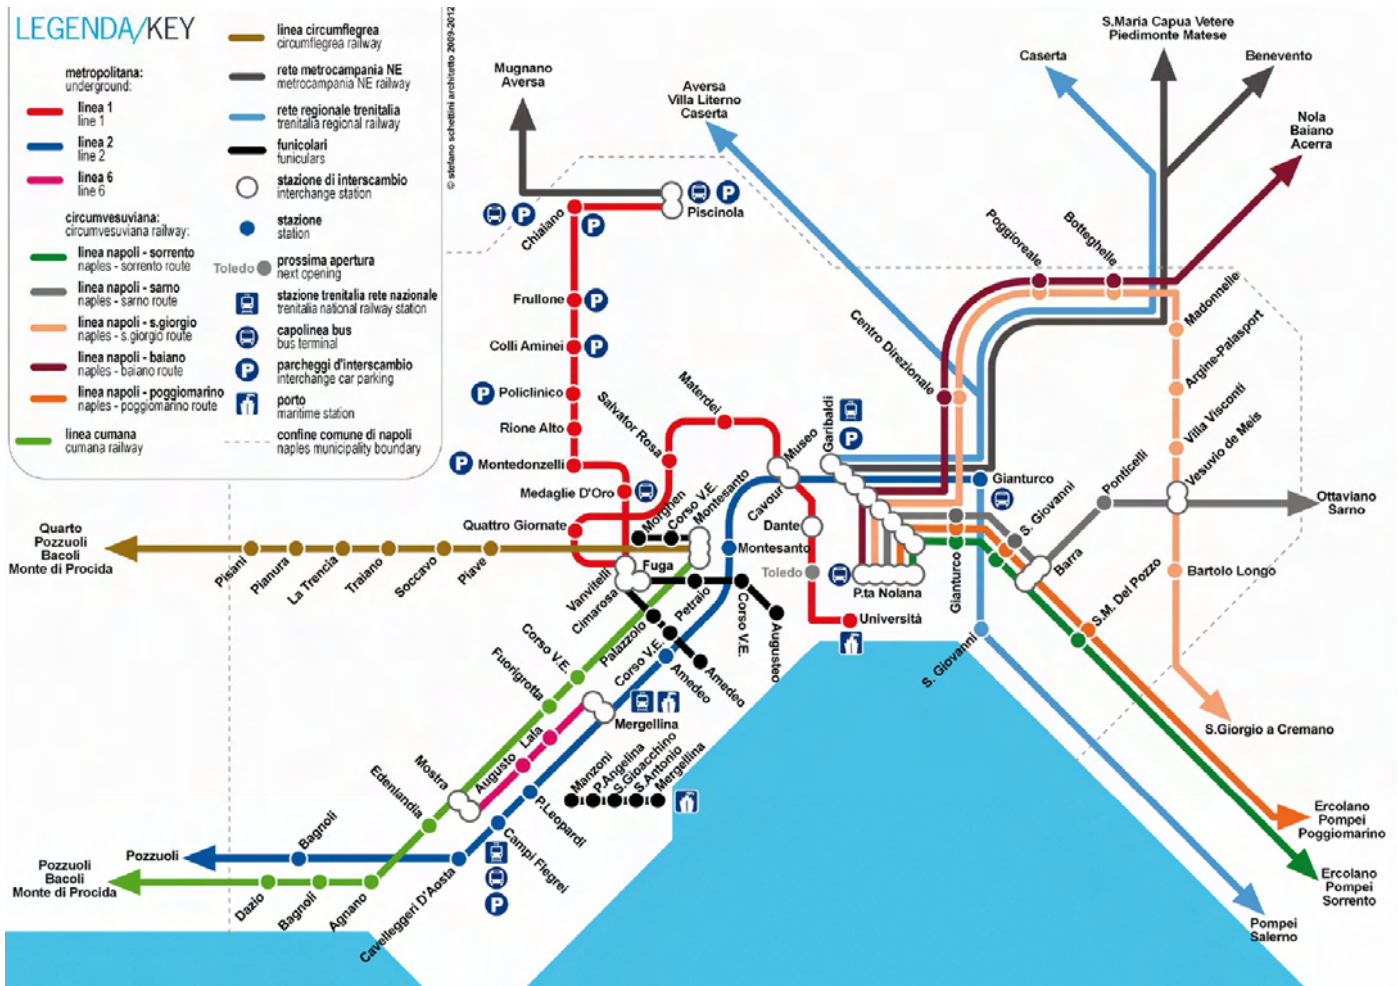 LEGENDA/KEY
metropolitana:
underground:
linea 1
line 1
linea 2
line 2
linea 6
line 6
circumvesuviana:
circumvesuviana railway:
linea napoli - sorrento
naples - sorrento route
linea napoli - sarno
naples - sarno route
linea napoli - s.giorgio
naples - s.giorgio route
linea napoli - baiano
naples - baiano route
linea napoli - poggiomarino
naples - poggiomarino route
linea cumana
cumana railway
linea circumflegrea
circumflegrea railway
rete metrocampania NE
metrocampania NE railway
rete regionale trenitalia
trenitalia regional railway
funicolari
funiculars
stazione di interscambio
interchange station
stazione
station
Toledo
prossima apertura
next opening
stazione trenitalia rete nazionale
trenitalia national railway station
capolinea bus
bus terminal
P
parcheggi d'interscambio
interchange car parking
porto
maritime station
confine comune di napoli
naples municipality boundary
© stefano schettini architetto 2009-2012
Mugnano
Aversa
Aversa
Villa Literno
Caserta
Caserta
S.Maria Capua Vetere
Piedimonte Matese
Benevento
Nola
Baiano
Acerra
P
Piscinola
P
Chiaiano
P
Frullone
P
Colli Aminei
P
P
Policlinico
Rione Alto
P
Montedonzelli
Medaglie D'Oro
Quattro Giornate
Salvator Rosa
Materdei
Museo
Cavour
Dante
Toledo
Università
Garibaldi
P
Centro Direzionale
Poggioreale
Botteghelle
Madonnelle
Argine-Palasport
Villa Visconti
Vesuvio de Meis
Ponticelli
Ottaviano
Sarno
Gianturco
S. Giovanni
Barra
Bartolo Longo
S.M. Del Pozzo
Gianturco
P.ta Nolana
S. Giovanni
S.Giorgio a Cremano
Ercolano
Pompei
Poggiomarino
Ercolano
Pompei
Sorrento
Pompei
Salerno
Morghen
Corso V.E.
Montesanto
Montesanto
Fuga
Vanvitelli
Cimarosa
Petraio
Corso V.E.
Augusteo
Palazzolo
Corso V.E.
Amedeo
Amedeo
Quarto
Pozzuoli
Bacoli
Monte di Procida
Pisani
Pianura
La Trencia
Traiano
Soccavo
Piave
Corso V.E.
Fuorigrotta
Mergellina
Lala
Augusto
Mostra
Edenlandia
Manzoni
P.Angelina
S.Gioacchino
S.Antonio
Mergellina
P.Leopardi
Campi Flegrei
P
Cavelleggeri D'Aosta
Bagnoli
Pozzuoli
Pozzuoli
Bacoli
Monte di Procida
Dazio
Bagnoli
Agnano